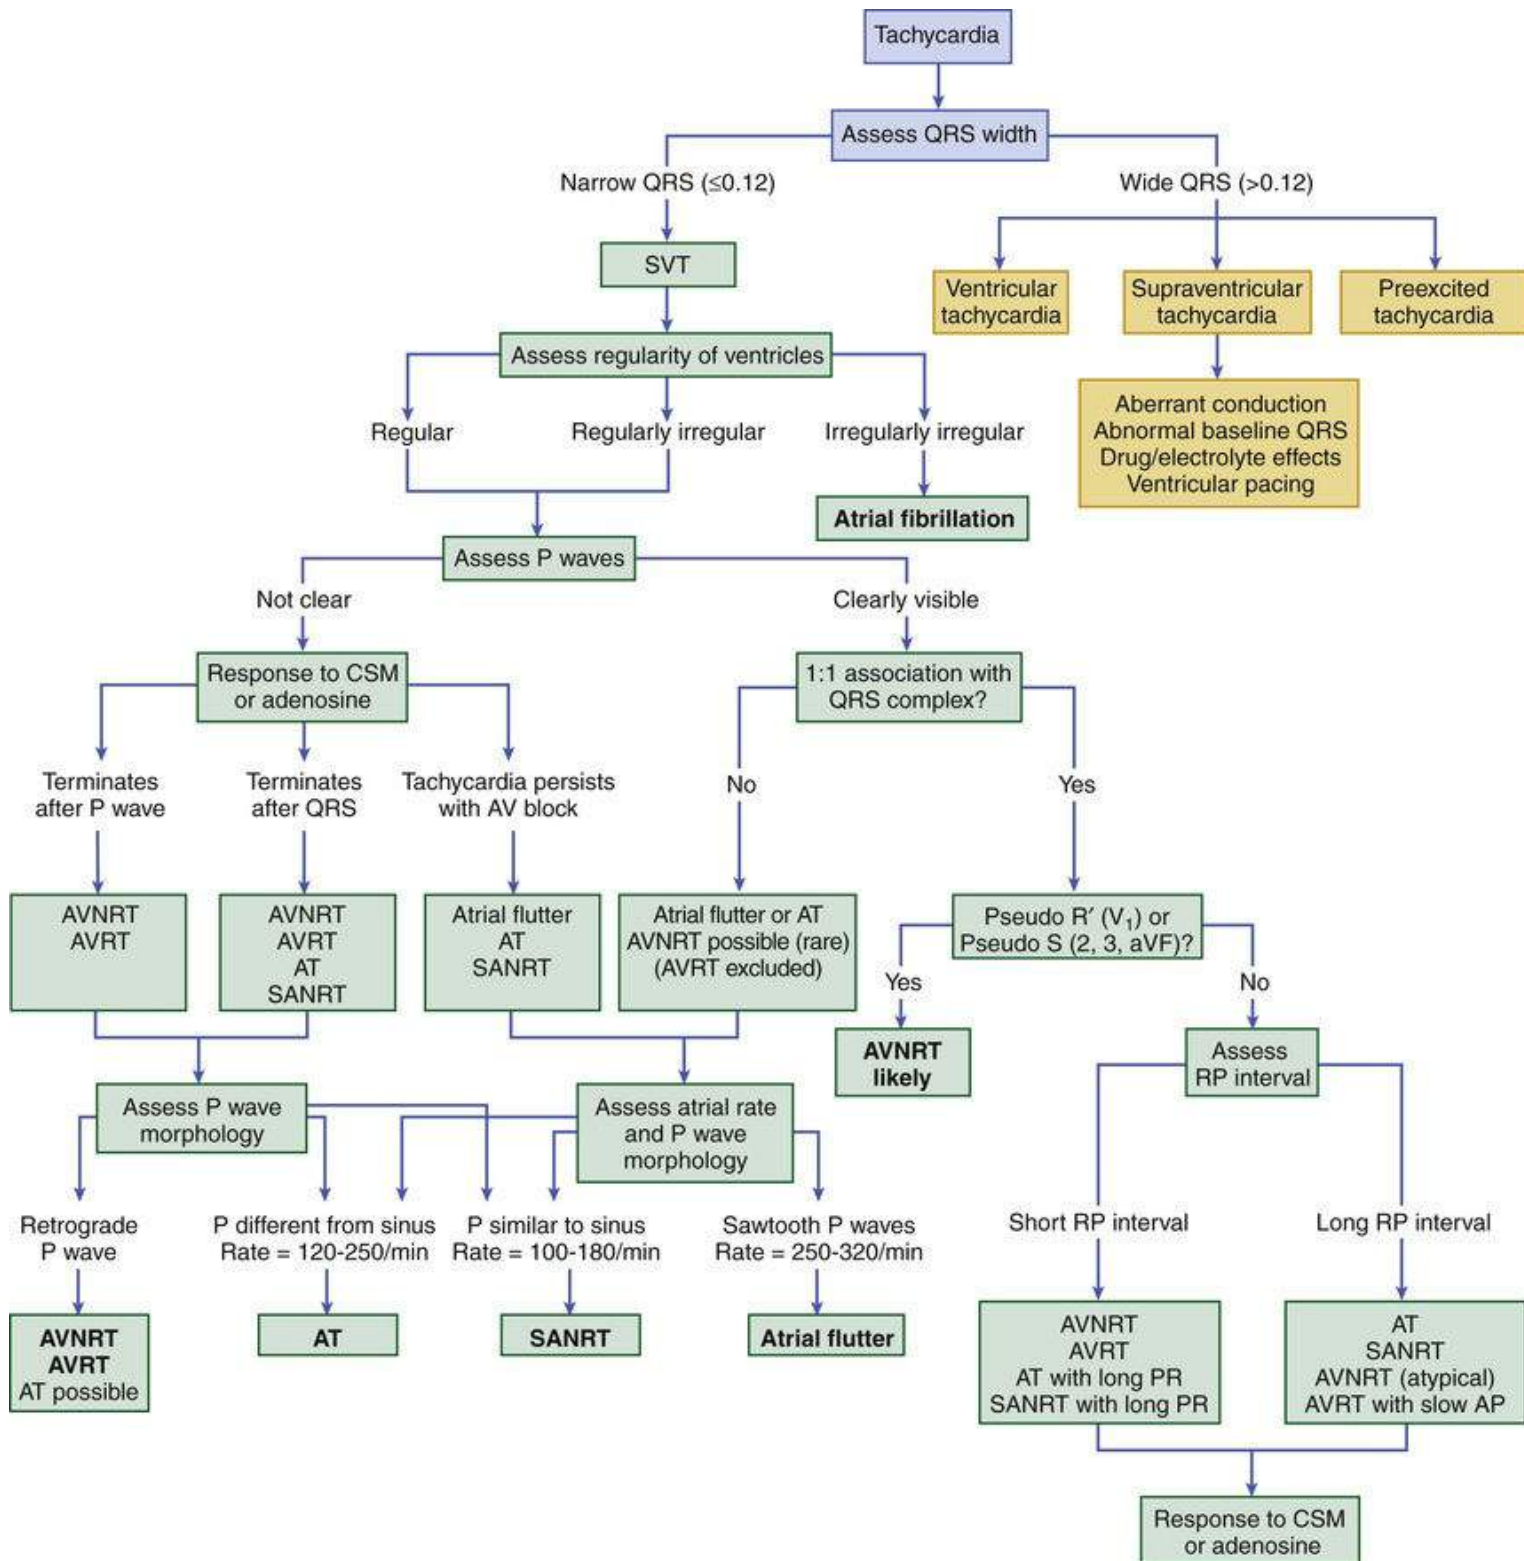 Tachycardia
Assess QRS width
Narrow QRS (≤0.12)
Wide QRS (>0.12)
SVT
Ventricular
tachycardia
Supraventricular
tachycardia
Preexcited
tachycardia
Assess regularity of ventricles
Aberrant conduction
Abnormal baseline QRS
Drug/electrolyte effects
Ventricular pacing
Regular
Regularly irregular
Irregularly irregular
Atrial fibrillation
Assess P waves
Not clear
Clearly visible
Response to CSM
or adenosine
1:1 association with
QRS complex?
Terminates
after P wave
Terminates
after QRS
Tachycardia persists
with AV block
No
Yes
AVNRT
AVRT
AVNRT
AVRT
AT
SANRT
Atrial flutter
AT
SANRT
Atrial flutter or AT
AVNRT possible (rare)
(AVRT excluded)
Pseudo R′ (V₁) or
Pseudo S (2, 3, aVF)?
Yes
No
AVNRT
likely
Assess
RP interval
Assess P wave
morphology
Assess atrial rate
and P wave
morphology
Retrograde
P wave
P different from sinus
Rate = 120-250/min
P similar to sinus
Rate = 100-180/min
Sawtooth P waves
Rate = 250-320/min
Short RP interval
Long RP interval
AVNRT
AVRT
AT possible
AT
SANRT
Atrial flutter
AVNRT
AVRT
AT with long PR
SANRT with long PR
AT
SANRT
AVNRT (atypical)
AVRT with slow AP
Response to CSM
or adenosine